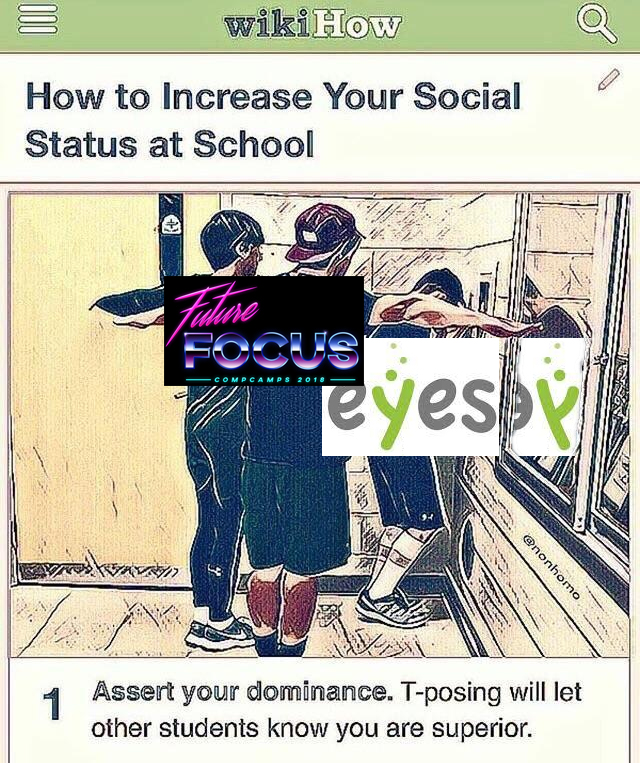 wikiHow
How to Increase Your Social
Status at School
Future
FOCUS
COMPCAMPS 2018
eyesey
@nonhomo
1 Assert your dominance. T-posing will let
other students know you are superior.